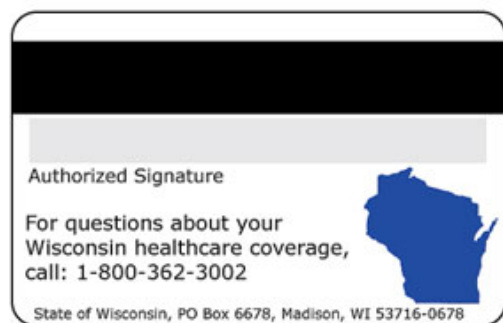 Authorized Signature
For questions about your
Wisconsin healthcare coverage,
call: 1-800-362-3002
State of Wisconsin, PO Box 6678, Madison, WI 53716-0678